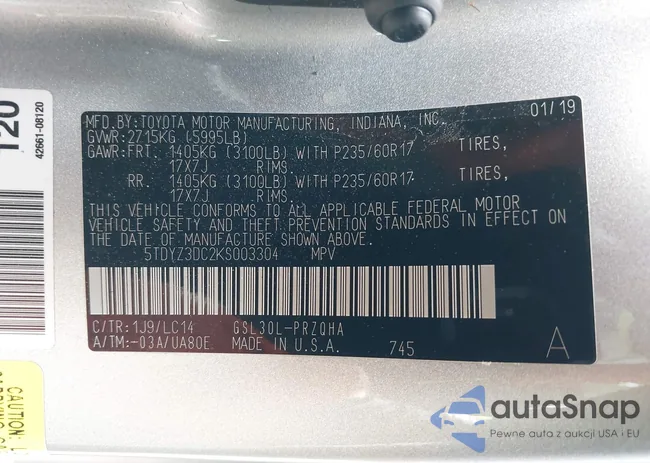 120
42661-08120
MFD.BY:TOYOTA MOTOR MANUFACTURING, INDIANA, INC. 01/19
GVWR:2715KG (5995LB)
GAWR:FRT. 1405KG (3100LB) WITH P235/60R17 TIRES,
17X7J RIMS.
RR. 1405KG (3100LB) WITH P235/60R17 TIRES,
17X7J RIMS.
THIS VEHICLE CONFORMS TO ALL APPLICABLE FEDERAL MOTOR
VEHICLE SAFETY AND THEFT PREVENTION STANDARDS IN EFFECT ON
THE DATE OF MANUFACTURE SHOWN ABOVE.
5TDYZ3DC2KS003304 MPV
C/TR:1J9/LC14 GSL30L-PRZQHA
A/TM:-03A/UA80E MADE IN U.S.A. 745 A
CAUTION:
autaSnap
Pewne auta z aukcji USA i EU